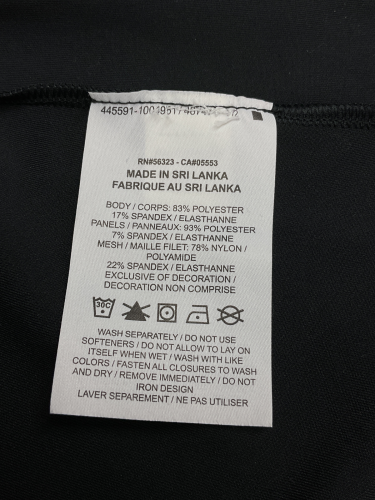 RN#56323 - CA#05553
MADE IN SRI LANKA
FABRIQUE AU SRI LANKA
BODY / CORPS: 83% POLYESTER
17% SPANDEX / ELASTHANNE
PANELS / PANNEAUX: 93% POLYESTER
7% SPANDEX / ELASTHANNE
MESH / MAILLE FILET: 78% NYLON /
POLYAMIDE
22% SPANDEX / ELASTHANNE
EXCLUSIVE OF DECORATION /
DECORATION NON COMPRISE
30C
WASH SEPARATELY / DO NOT USE
SOFTENERS / DO NOT ALLOW TO LAY ON
ITSELF WHEN WET / WASH WITH LIKE
COLORS / FASTEN ALL CLOSURES TO WASH
AND DRY / REMOVE IMMEDIATELY / DO NOT
IRON DESIGN
LAVER SEPAREMENT / NE PAS UTILISER